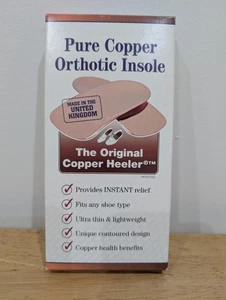 Pure Copper
Orthotic Insole
MADE IN THE
UNITED
KINGDOM
The Original
Copper Heeler©™
Provides INSTANT relief
Fits any shoe type
Ultra thin & lightweight
Unique contoured design
Copper health benefits